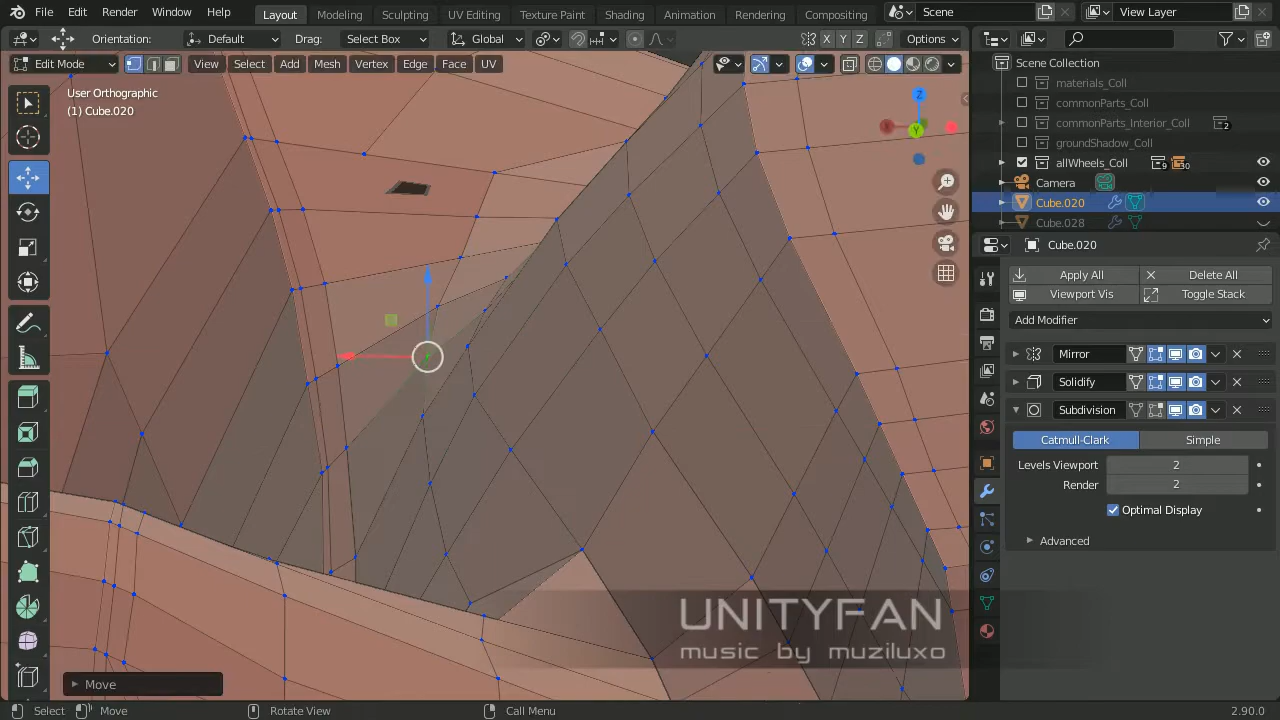 File Edit Render Window Help Layout Modeling Sculpting UV Editing Texture Paint Shading Animation Rendering Compositing Scene View Layer
Orientation: Default Drag: Select Box Global X Y Z Options
Edit Mode View Select Add Mesh Vertex Edge Face UV
User Orthographic
(1) Cube.020
Z
X
Y
Scene Collection
materials_Coll
commonParts_Coll
commonParts_Interior_Coll 2
groundShadow_Coll
allWheels_Coll 9 30
Camera
Cube.020
Cube.028
Cube.020
Apply All Delete All
Viewport Vis Toggle Stack
Add Modifier
Mirror
Solidify
Subdivision
Catmull-Clark Simple
Levels Viewport 2
Render 2
Optimal Display
Advanced
UNITYFAN
music by muziluxo
Move
Select Move Rotate View Call Menu 2.90.0